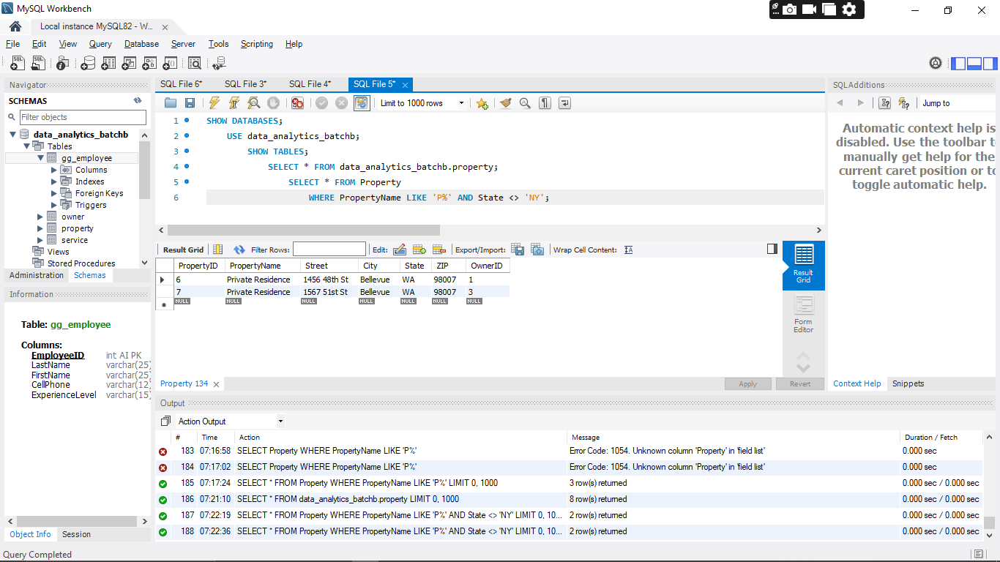 MySQL Workbench
Local instance MySQL82 - W...
File Edit View Query Database Server Tools Scripting Help
Navigator
SCHEMAS
Filter objects
data_analytics_batchb
Tables
gg_employee
Columns
Indexes
Foreign Keys
Triggers
owner
property
service
Views
Stored Procedures
Administration Schemas
Information
Table: gg_employee
Columns:
EmployeeID int AI PK
LastName varchar(25)
FirstName varchar(25)
CellPhone varchar(12)
ExperienceLevel varchar(15)
Object Info Session
SQL File 6* SQL File 3* SQL File 4* SQL File 5*
Limit to 1000 rows
1 SHOW DATABASES;
2 USE data_analytics_batchb;
3 SHOW TABLES;
4 SELECT * FROM data_analytics_batchb.property;
5 SELECT * FROM Property
6 WHERE PropertyName LIKE 'P%' AND State <> 'NY';
Result Grid Filter Rows: Edit: Export/Import: Wrap Cell Content:
PropertyID PropertyName Street City State ZIP OwnerID
6 Private Residence 1456 48th St Bellevue WA 98007 1
7 Private Residence 1567 51st St Bellevue WA 98007 3
NULL NULL NULL NULL NULL NULL NULL
Result Grid
Form Editor
Property 134 Apply Revert
SQLAdditions
Jump to
Automatic context help is
disabled. Use the toolbar t
manually get help for the
current caret position or to
toggle automatic help.
Context Help Snippets
Output
Action Output
# Time Action Message Duration / Fetch
183 07:16:58 SELECT Property WHERE PropertyName LIKE 'P%' Error Code: 1054. Unknown column 'Property' in 'field list' 0.000 sec
184 07:17:02 SELECT Property WHERE PropertyName LIKE 'P%' Error Code: 1054. Unknown column 'Property' in 'field list' 0.000 sec
185 07:17:24 SELECT * FROM Property WHERE PropertyName LIKE 'P%' LIMIT 0, 1000 3 row(s) returned 0.000 sec / 0.000 sec
186 07:21:10 SELECT * FROM data_analytics_batchb.property LIMIT 0, 1000 8 row(s) returned 0.000 sec / 0.000 sec
187 07:22:19 SELECT * FROM Property WHERE PropertyName LIKE 'P%' AND State <> 'NY' LIMIT 0, 10... 2 row(s) returned 0.000 sec / 0.000 sec
188 07:22:36 SELECT * FROM Property WHERE PropertyName LIKE 'P%' AND State <> 'NY' LIMIT 0, 10... 2 row(s) returned 0.000 sec / 0.000 sec
Query Completed